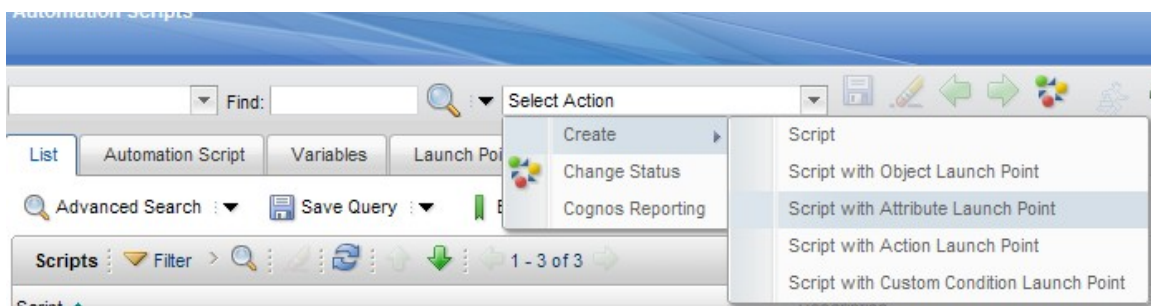 Automation Scripts
Find:
Select Action
List
Automation Script
Variables
Launch Poi
Create
Change Status
Cognos Reporting
Script
Script with Object Launch Point
Script with Attribute Launch Point
Script with Action Launch Point
Script with Custom Condition Launch Point
Advanced Search
Save Query
Scripts
Filter
1 - 3 of 3
Script